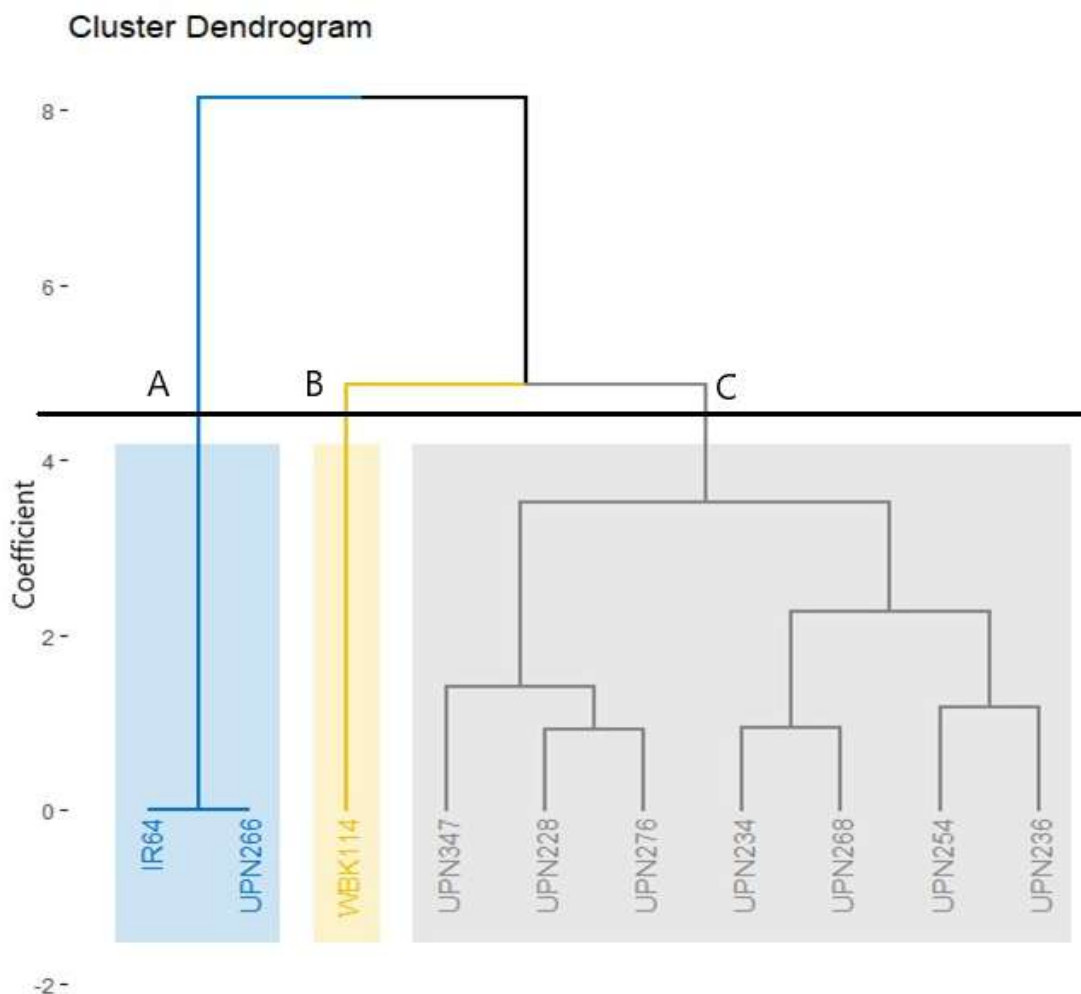 Cluster Dendrogram
8
6
A
B
C
4
Coefficient
2
0
IR64
UPN266
WBK114
UPN347
UPN228
UPN276
UPN234
UPN268
UPN254
UPN236
-2